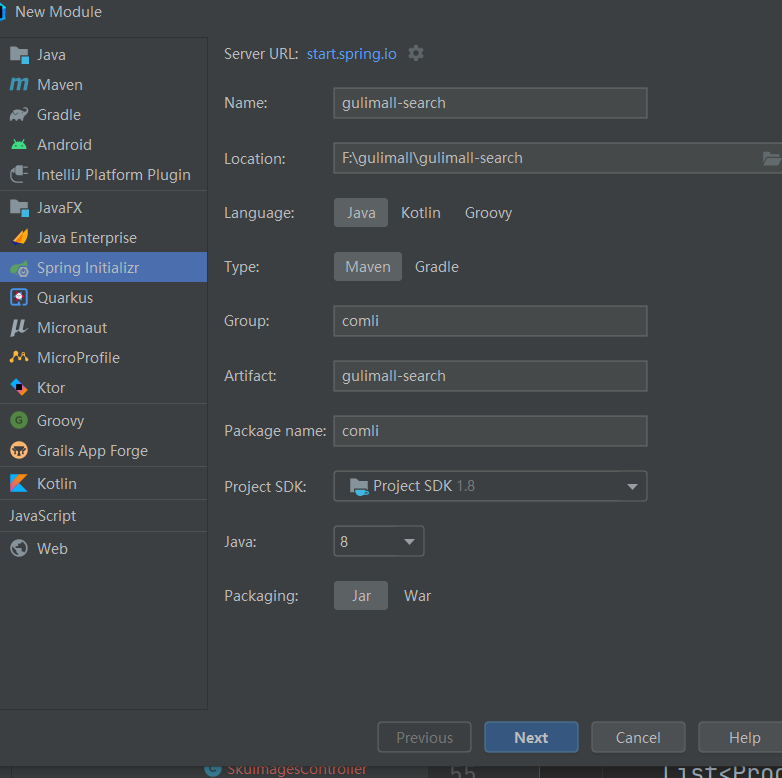 New Module
Java
Maven
Gradle
Android
IntelliJ Platform Plugin
JavaFX
Java Enterprise
Spring Initializr
Quarkus
Micronaut
MicroProfile
Ktor
Groovy
Grails App Forge
Kotlin
JavaScript
Web
Server URL: start.spring.io
Name: gulimall-search
Location: F:\gulimall\gulimall-search
Language: Java Kotlin Groovy
Type: Maven Gradle
Group: comli
Artifact: gulimall-search
Package name: comli
Project SDK: Project SDK 1.8
Java: 8
Packaging: Jar War
Previous Next Cancel Help
SkuImagesController 55 List<Prod